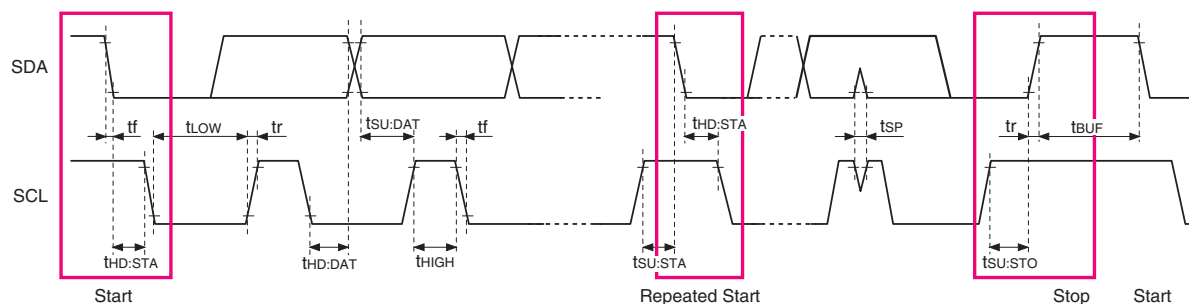 SDA
tf tLOW tr tSU:DAT tf tHD:STA tSP tr tBUF
SCL
tHD:STA tHD:DAT tHIGH tSU:STA tSU:STO
Start Repeated Start Stop Start